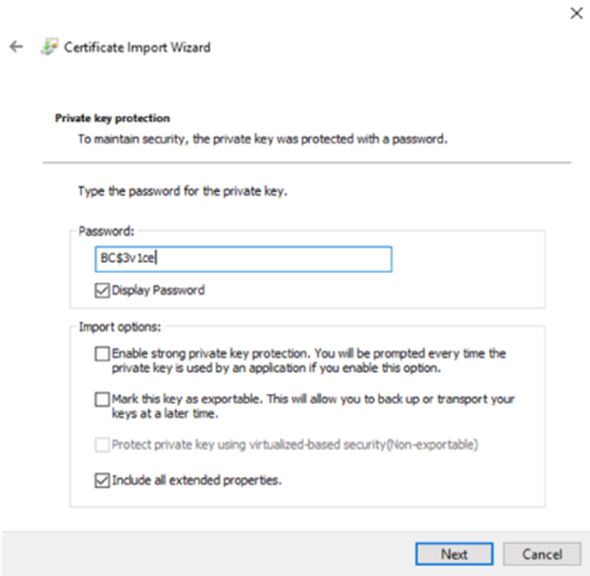 Certificate Import Wizard
Private key protection
To maintain security, the private key was protected with a password.
Type the password for the private key.
Password:
BC$3v1ce
Display Password
Import options:
Enable strong private key protection. You will be prompted every time the
private key is used by an application if you enable this option.
Mark this key as exportable. This will allow you to back up or transport your
keys at a later time.
Protect private key using virtualized-based security(Non-exportable)
Include all extended properties.
Next
Cancel